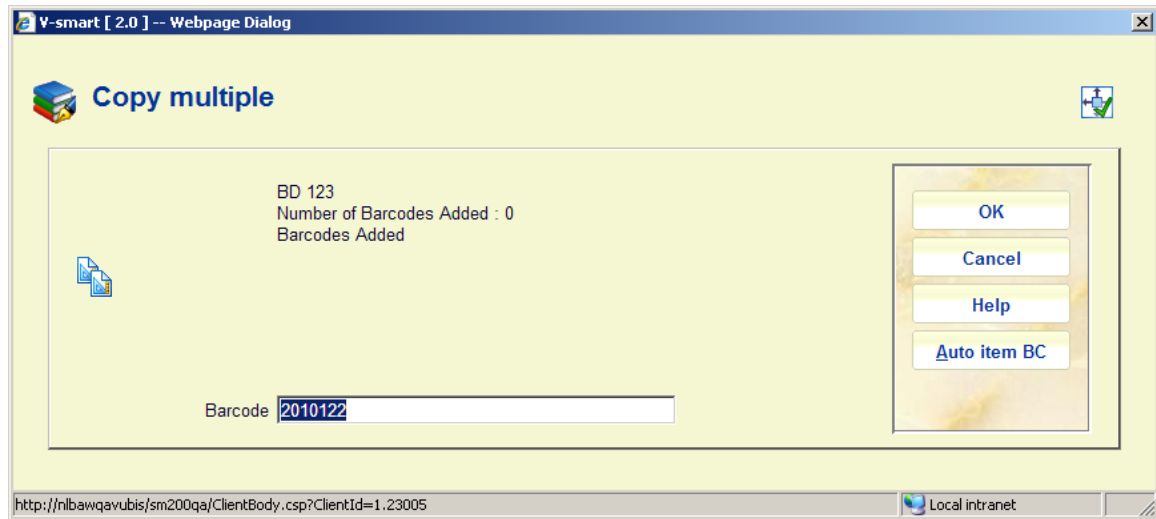 V-smart [ 2.0 ] -- Webpage Dialog
Copy multiple
BD 123
Number of Barcodes Added : 0
Barcodes Added
OK
Cancel
Help
Auto item BC
Barcode 2010122
http://nlbawqavubis/sm200qa/ClientBody.csp?ClientId=1.23005
Local intranet